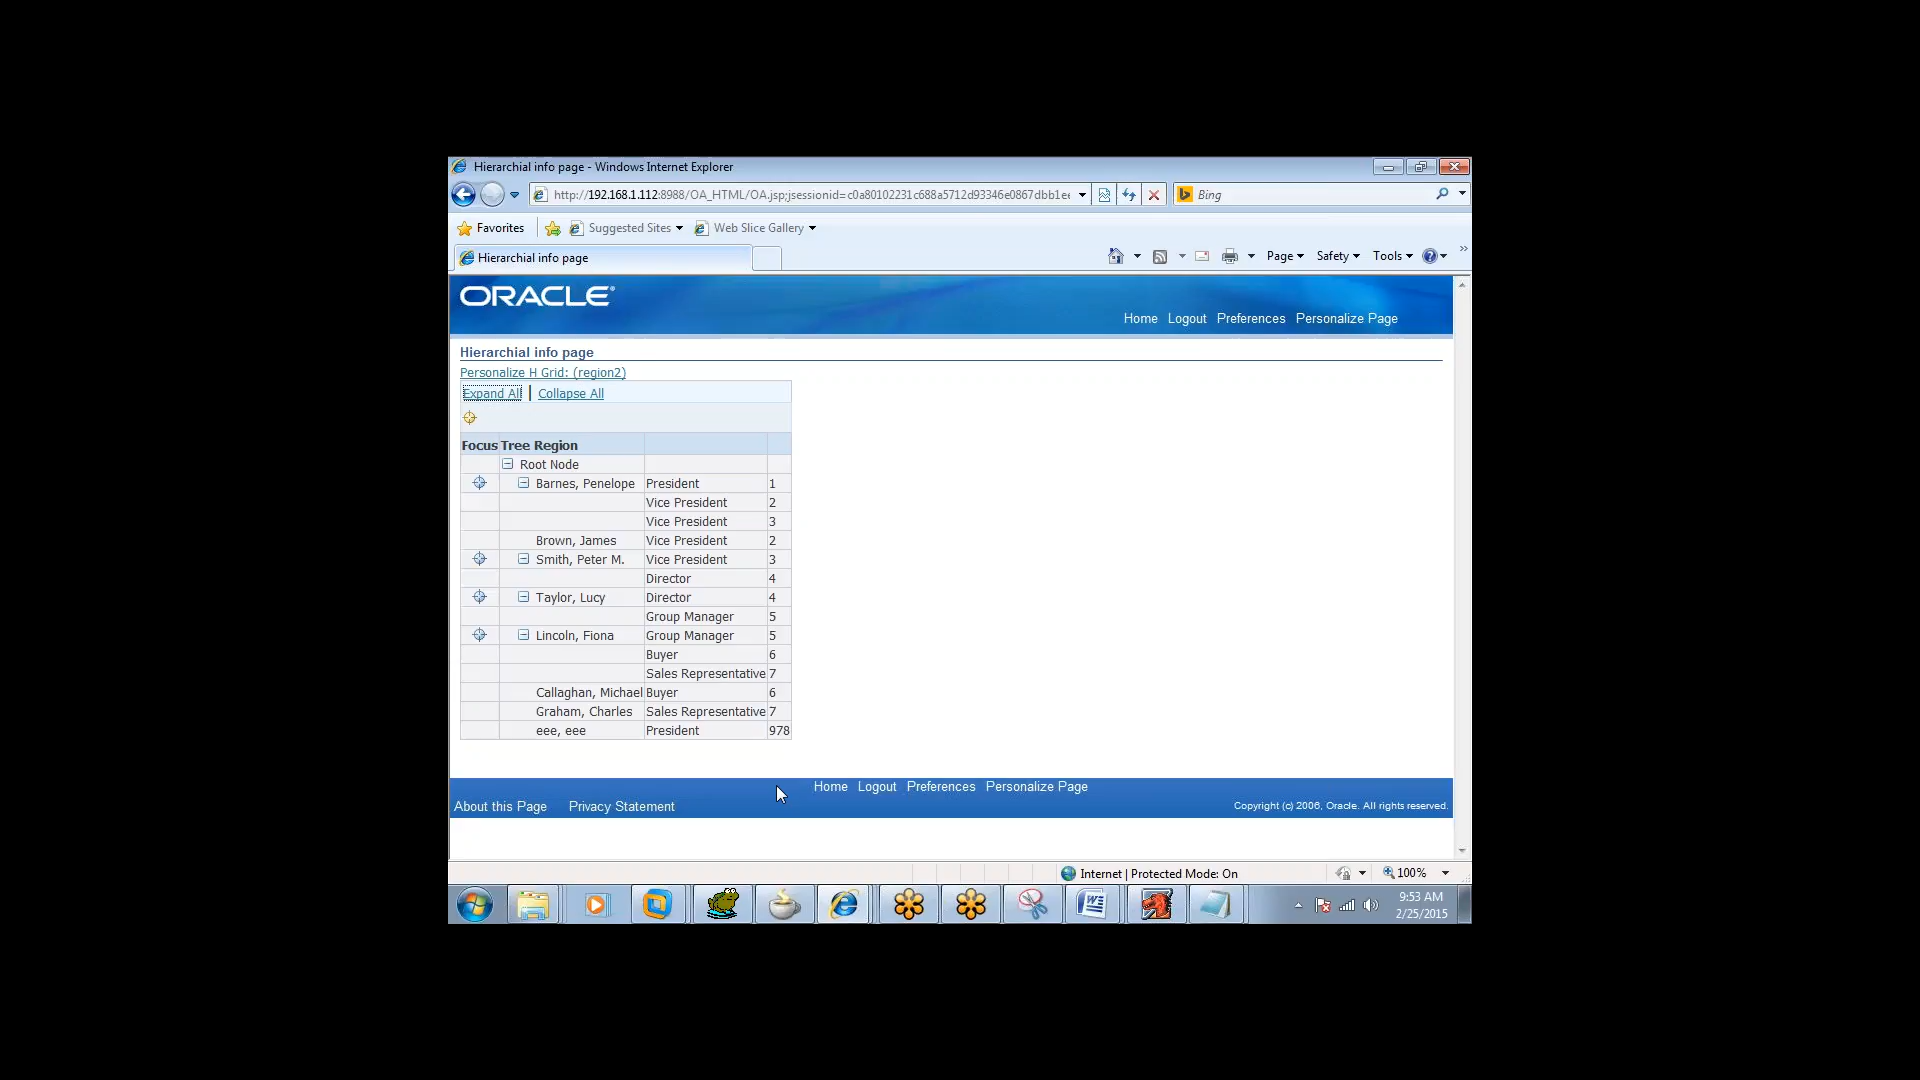 Hierarchial info page - Windows Internet Explorer
http://192.168.1.112:8988/OA_HTML/OA.jsp;jsessionid=c0a80102231c688a5712d93346e0867dbb1ee
Bing
Favorites
Suggested Sites
Web Slice Gallery
Hierarchial info page
Page
Safety
Tools
ORACLE
Home
Logout
Preferences
Personalize Page
Hierarchial info page
Personalize H Grid: (region2)
Expand All | Collapse All
Focus Tree Region
Root Node
Barnes, Penelope President 1
Vice President 2
Vice President 3
Brown, James Vice President 2
Smith, Peter M. Vice President 3
Director 4
Taylor, Lucy Director 4
Group Manager 5
Lincoln, Fiona Group Manager 5
Buyer 6
Sales Representative 7
Callaghan, Michael Buyer 6
Graham, Charles Sales Representative 7
eee, eee President 978
Home Logout Preferences Personalize Page
About this Page Privacy Statement Copyright (c) 2006, Oracle. All rights reserved.
Internet | Protected Mode: On
100%
9:53 AM
2/25/2015